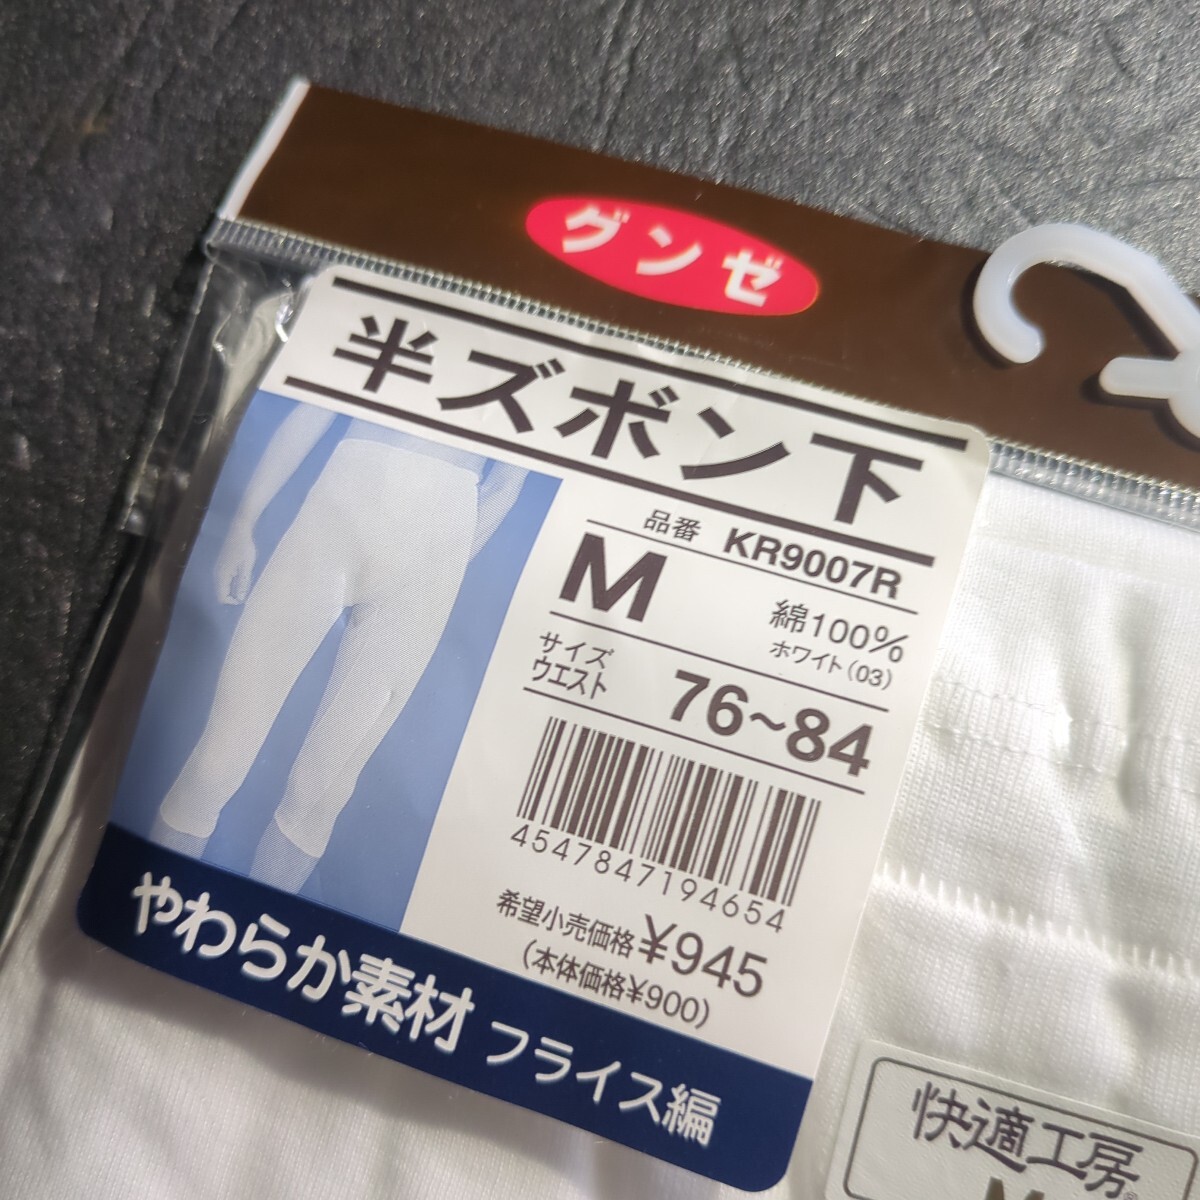 グンゼ
半ズボン下
品番 KR9007R
M
綿100%
ホワイト(03)
サイズ
ウエスト 76~84
4547847194654
希望小売価格 ¥945
(本体価格¥900)
やわらか素材 フライス編
快適工房
M